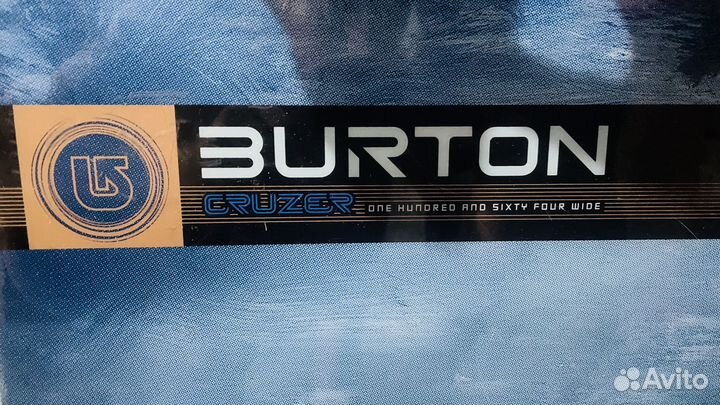 BURTON
CRUZER ONE HUNDRED AND SIXTY FOUR WIDE
Avito